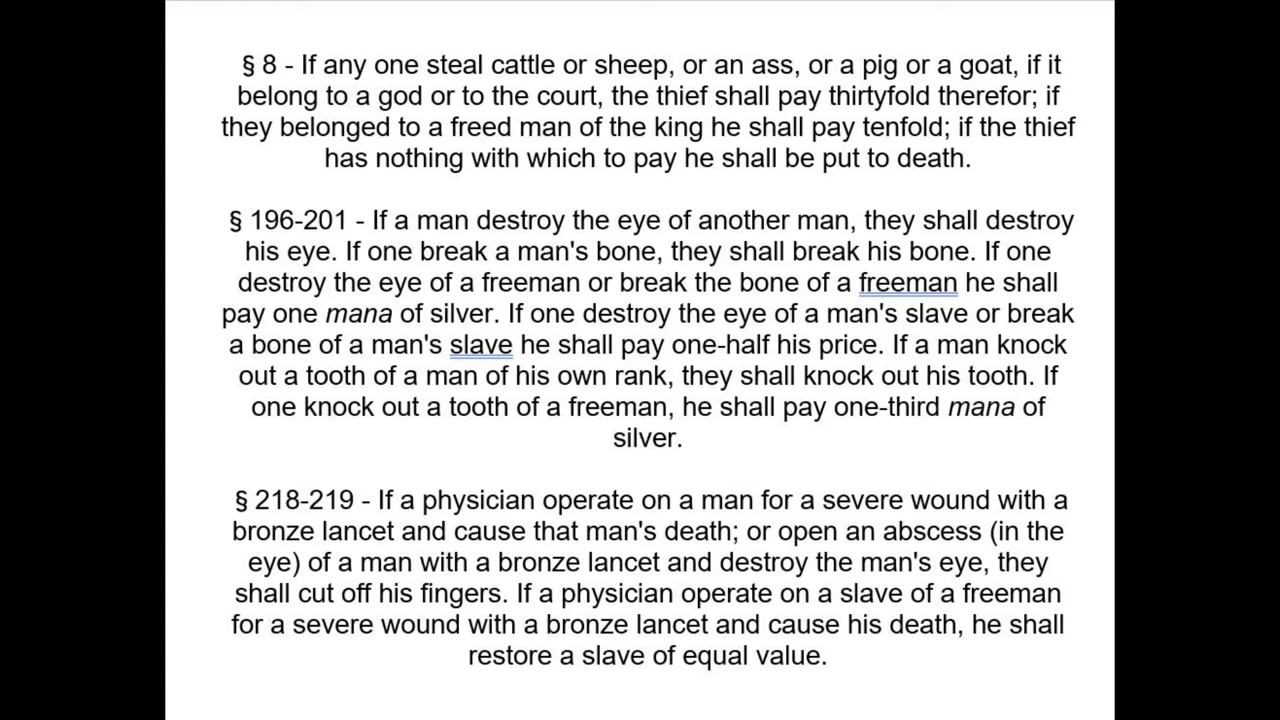 § 8 - If any one steal cattle or sheep, or an ass, or a pig or a goat, if it
belong to a god or to the court, the thief shall pay thirtyfold therefor; if
they belonged to a freed man of the king he shall pay tenfold; if the thief
has nothing with which to pay he shall be put to death.
§ 196-201 - If a man destroy the eye of another man, they shall destroy
his eye. If one break a man's bone, they shall break his bone. If one
destroy the eye of a freeman or break the bone of a freeman he shall
pay one mana of silver. If one destroy the eye of a man's slave or break
a bone of a man's slave he shall pay one-half his price. If a man knock
out a tooth of a man of his own rank, they shall knock out his tooth. If
one knock out a tooth of a freeman, he shall pay one-third mana of
silver.
§ 218-219 - If a physician operate on a man for a severe wound with a
bronze lancet and cause that man's death; or open an abscess (in the
eye) of a man with a bronze lancet and destroy the man's eye, they
shall cut off his fingers. If a physician operate on a slave of a freeman
for a severe wound with a bronze lancet and cause his death, he shall
restore a slave of equal value.